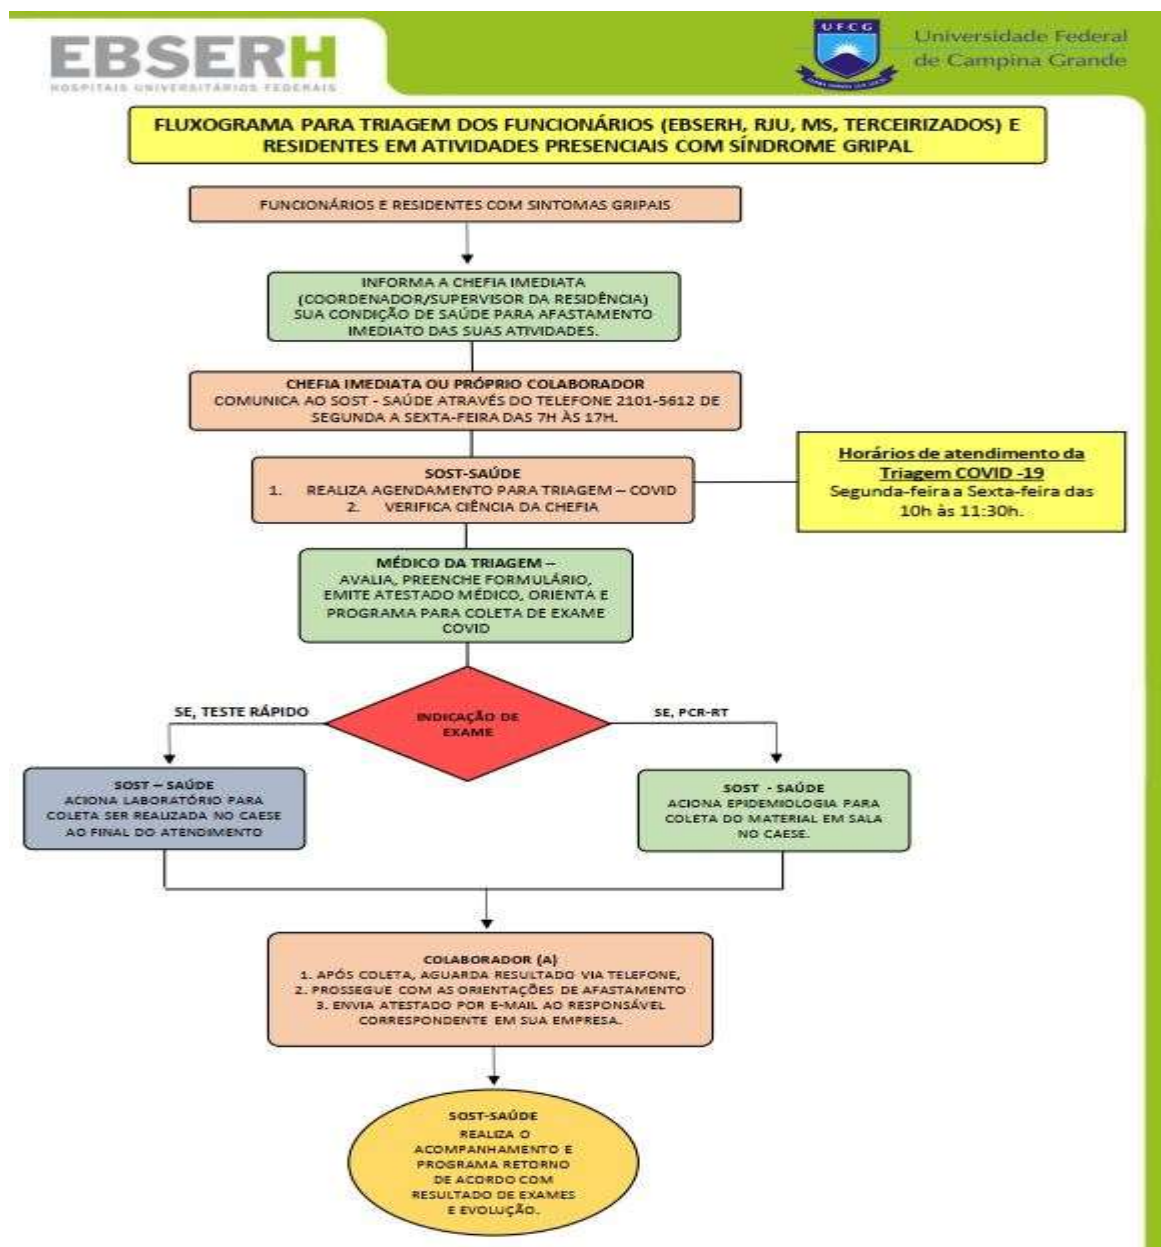 EBSERH
HOSPITAIS UNIVERSITÁRIOS FEDERAIS
UFCG
Universidade Federal
de Campina Grande
FLUXOGRAMA PARA TRIAGEM DOS FUNCIONÁRIOS (EBSERH, RJU, MS, TERCEIRIZADOS) E
RESIDENTES EM ATIVIDADES PRESENCIAIS COM SÍNDROME GRIPAL
FUNCIONÁRIOS E RESIDENTES COM SINTOMAS GRIPAIS
INFORMA A CHEFIA IMEDIATA
(COORDENADOR/SUPERVISOR DA RESIDÊNCIA)
SUA CONDIÇÃO DE SAÚDE PARA AFASTAMENTO
IMEDIATO DAS SUAS ATIVIDADES.
CHEFIA IMEDIATA OU PRÓPRIO COLABORADOR
COMUNICA AO SOST - SAÚDE ATRAVÉS DO TELEFONE 2101-5612 DE
SEGUNDA A SEXTA-FEIRA DAS 7H ÀS 17H.
SOST-SAÚDE
1. REALIZA AGENDAMENTO PARA TRIAGEM – COVID
2. VERIFICA CIÊNCIA DA CHEFIA
Horários de atendimento da
Triagem COVID -19
Segunda-feira a Sexta-feira das
10h às 11:30h.
MÉDICO DA TRIAGEM –
AVALIA, PREENCHE FORMULÁRIO,
EMITE ATESTADO MÉDICO, ORIENTA E
PROGRAMA PARA COLETA DE EXAME
COVID
INDICAÇÃO DE
EXAME
SE, TESTE RÁPIDO
SE, PCR-RT
SOST – SAÚDE
ACIONA LABORATÓRIO PARA
COLETA SER REALIZADA NO CAESE
AO FINAL DO ATENDIMENTO
SOST - SAÚDE
ACIONA EPIDEMIOLOGIA PARA
COLETA DO MATERIAL EM SALA
NO CAESE.
COLABORADOR (A)
1. APÓS COLETA, AGUARDA RESULTADO VIA TELEFONE,
2. PROSSEGUE COM AS ORIENTAÇÕES DE AFASTAMENTO
3. ENVIA ATESTADO POR E-MAIL AO RESPONSÁVEL
CORRESPONDENTE EM SUA EMPRESA.
SOST-SAÚDE
REALIZA O
ACOMPANHAMENTO E
PROGRAMA RETORNO
DE ACORDO COM
RESULTADO DE EXAMES
E EVOLUÇÃO.